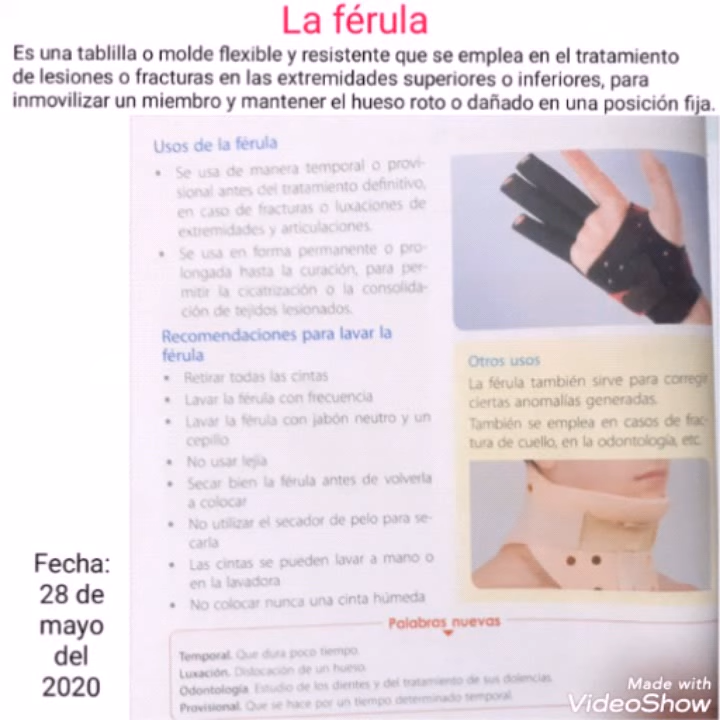 La férula
Es una tablilla o molde flexible y resistente que se emplea en el tratamiento
de lesiones o fracturas en las extremidades superiores o inferiores, para
inmovilizar un miembro y mantener el hueso roto o dañado en una posición fija.
Usos de la férula
• Se usa de manera temporal o provi-
sional antes del tratamiento definitivo,
en caso de fracturas o luxaciones de
extremidades y articulaciones.
• Se usa en forma permanente o pro-
longada hasta la curación, para per-
mitir la cicatrización o la consolida-
ción de tejidos lesionados.
Recomendaciones para lavar la
férula
• Retirar todas las cintas
• Lavar la férula con frecuencia
• Lavar la férula con jabón neutro y un
cepillo
• No usar lejía
• Secar bien la férula antes de volverla
a colocar
• No utilizar el secador de pelo para se-
carla
• Las cintas se pueden lavar a mano o
en la lavadora
• No colocar nunca una cinta húmeda
Otros usos
La férula también sirve para corregir
ciertas anomalías generadas.
También se emplea en casos de frac-
tura de cuello, en la odontología, etc.
Palabras nuevas
Temporal. Que dura poco tiempo.
Luxación. Dislocación de un hueso.
Odontología. Estudio de los dientes y del tratamiento de sus dolencias.
Provisional. Que se hace por un tiempo determinado temporal.
Fecha:
28 de
mayo
del
2020
Made with
VideoShow